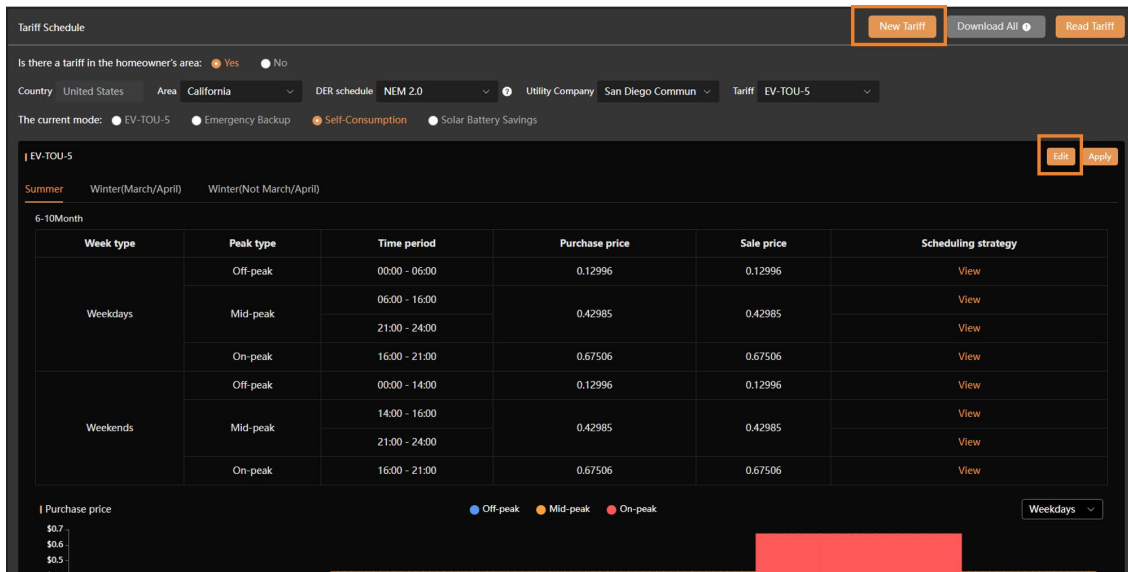 Tariff Schedule New Tariff Download All Read Tariff
Is there a tariff in the homeowner's area: Yes No
Country United States Area California DER schedule NEM 2.0 Utility Company San Diego Commun Tariff EV-TOU-5
The current mode: EV-TOU-5 Emergency Backup Self-Consumption Solar Battery Savings
EV-TOU-5 Edit Apply
Summer Winter(March/April) Winter(Not March/April)
6-10Month
Week type Peak type Time period Purchase price Sale price Scheduling strategy
Weekdays Off-peak 00:00 - 06:00 0.12996 0.12996 View
Mid-peak 06:00 - 16:00 0.42985 0.42985 View
21:00 - 24:00 View
On-peak 16:00 - 21:00 0.67506 0.67506 View
Weekends Off-peak 00:00 - 14:00 0.12996 0.12996 View
Mid-peak 14:00 - 16:00 0.42985 0.42985 View
21:00 - 24:00 View
On-peak 16:00 - 21:00 0.67506 0.67506 View
Purchase price Off-peak Mid-peak On-peak Weekdays
$0.7
$0.6
$0.5